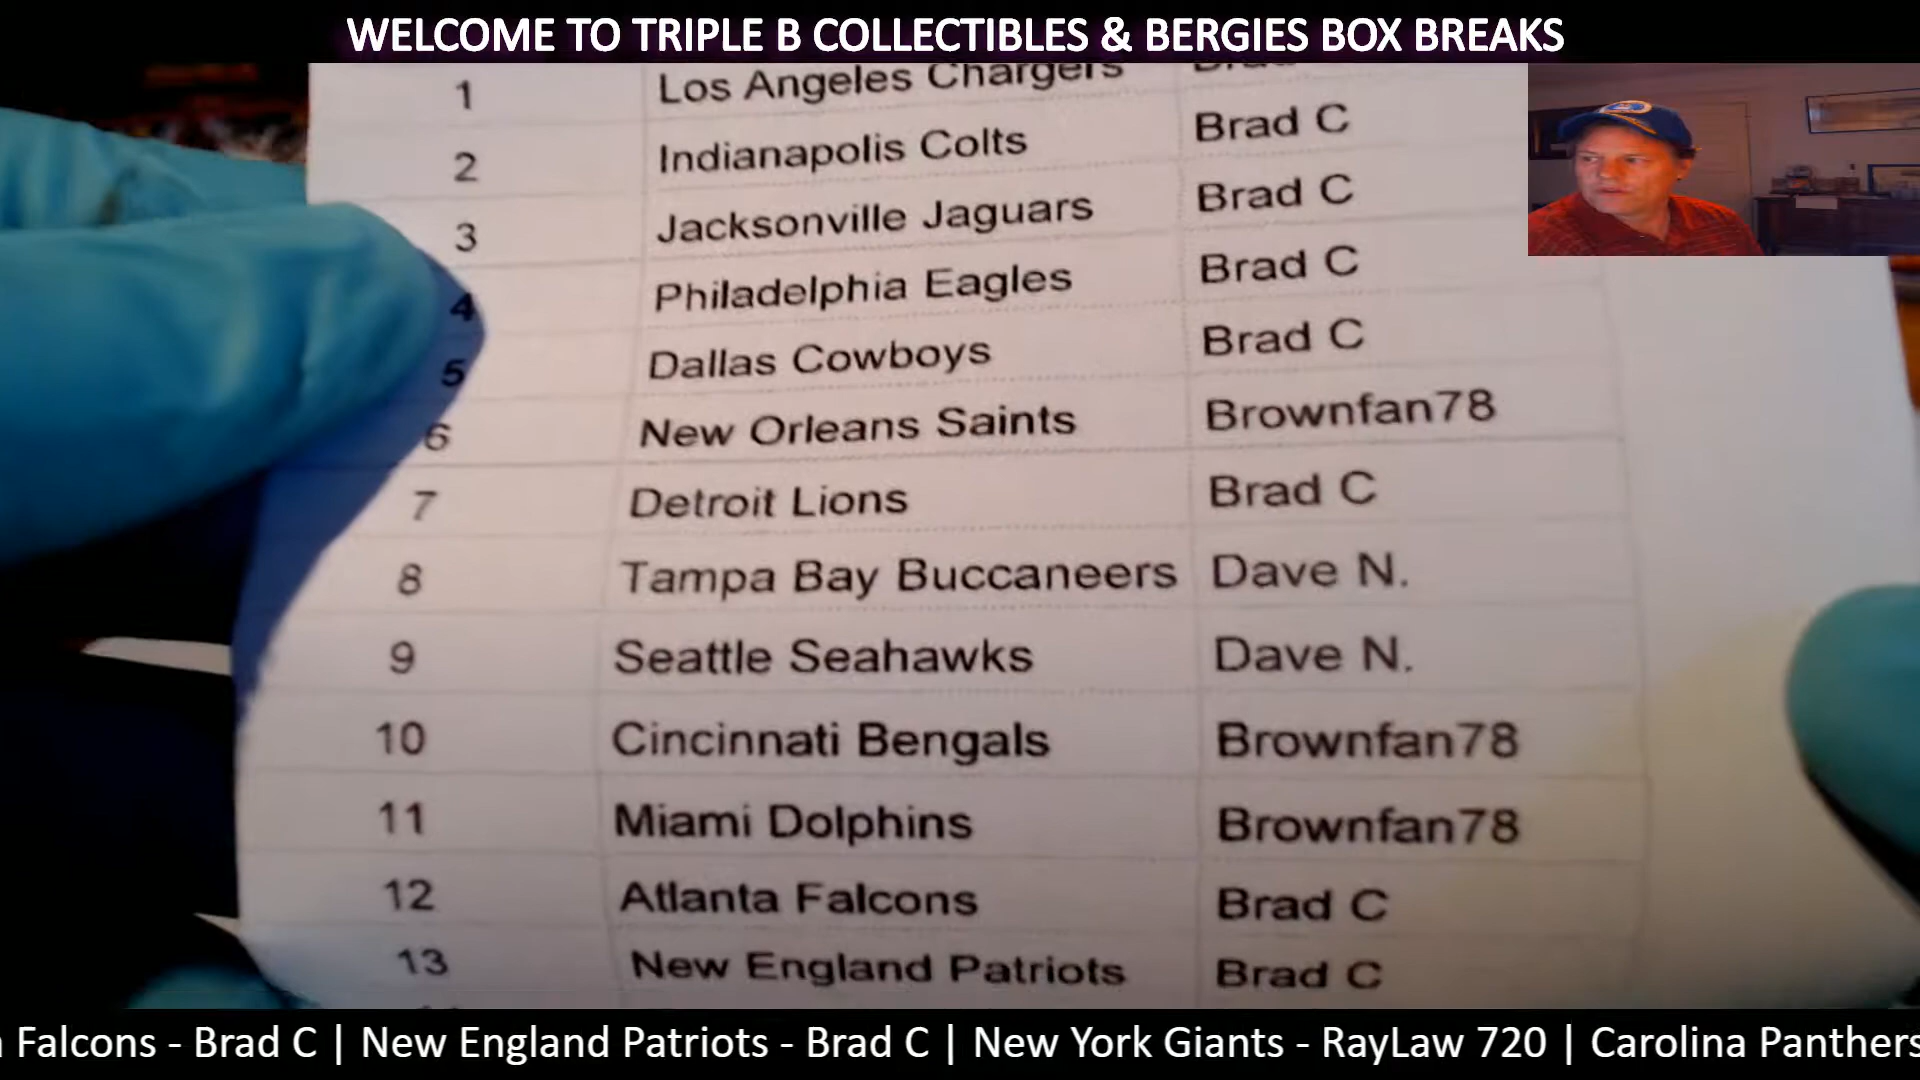 WELCOME TO TRIPLE B COLLECTIBLES & BERGIES BOX BREAKS
1 Los Angeles Chargers
2 Indianapolis Colts Brad C
3 Jacksonville Jaguars Brad C
4 Philadelphia Eagles Brad C
5 Dallas Cowboys Brad C
6 New Orleans Saints Brownfan78
7 Detroit Lions Brad C
8 Tampa Bay Buccaneers Dave N.
9 Seattle Seahawks Dave N.
10 Cincinnati Bengals Brownfan78
11 Miami Dolphins Brownfan78
12 Atlanta Falcons Brad C
13 New England Patriots Brad C
Falcons - Brad C | New England Patriots - Brad C | New York Giants - RayLaw 720 | Carolina Panthers